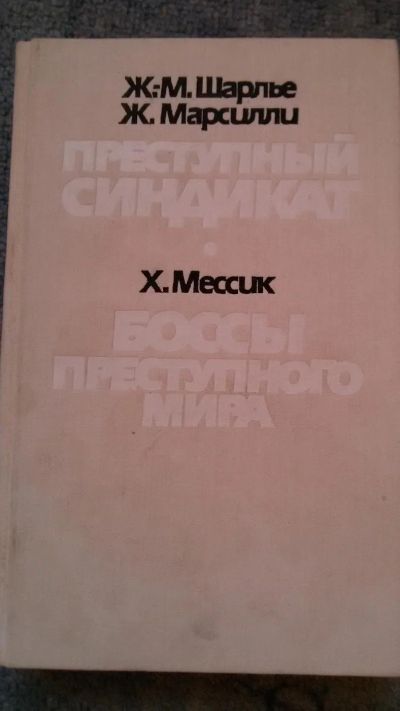 Ж.-М. Шарлье
Ж. Марсилли
ПРЕСТУПНЫЙ
СИНДИКАТ
•
Х. Мессик
БОССЫ
ПРЕСТУПНОГО
МИРА